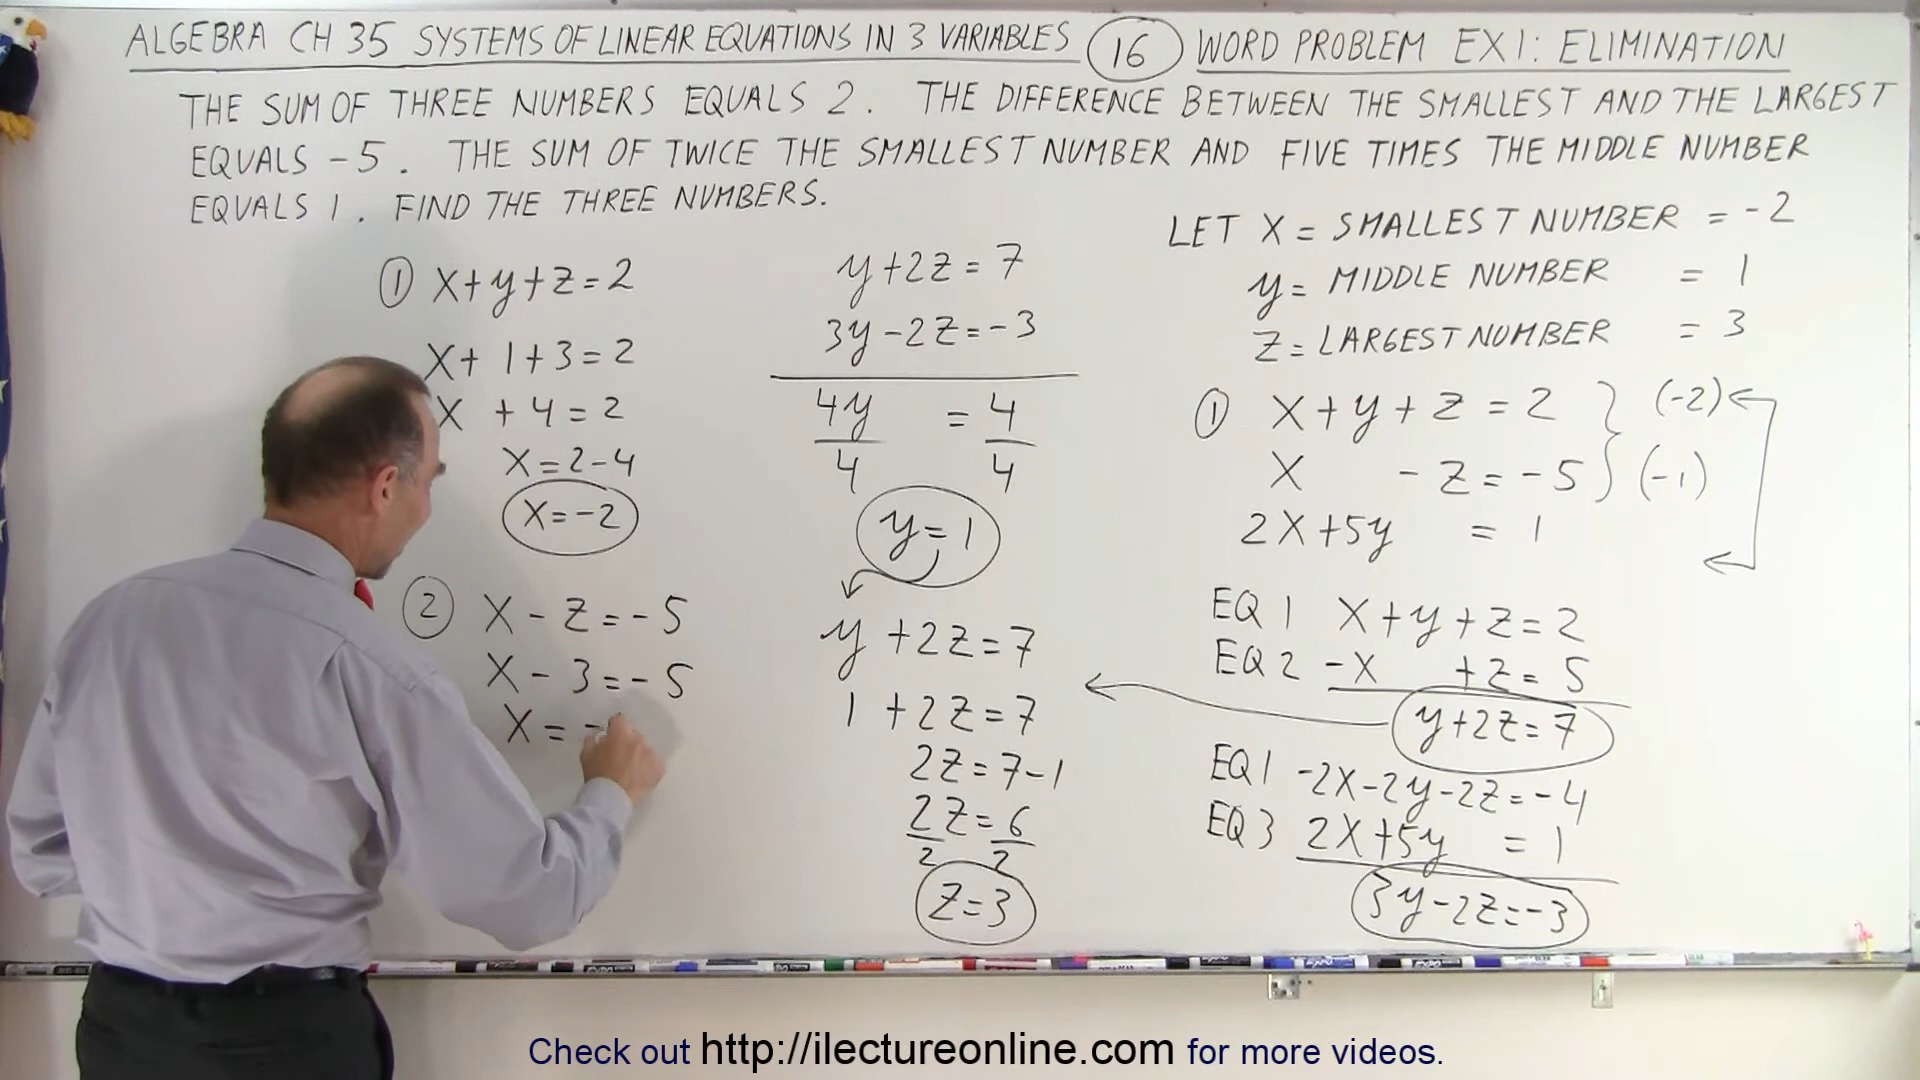 ALGEBRA CH 35 SYSTEMS OF LINEAR EQUATIONS IN 3 VARIABLES 16 WORD PROBLEM EX1: ELIMINATION
THE SUM OF THREE NUMBERS EQUALS 2. THE DIFFERENCE BETWEEN THE SMALLEST AND THE LARGEST
EQUALS -5. THE SUM OF TWICE THE SMALLEST NUMBER AND FIVE TIMES THE MIDDLE NUMBER
EQUALS 1. FIND THE THREE NUMBERS.
① X+y+z=2
X+1+3=2
X+4=2
X=2-4
X=-2
② X-z=-5
X-3=-5
X=-
y+2z=7
3y-2z=-3
4y = 4
4 4
y=1
y+2z=7
1+2z=7
2z=7-1
2z=6
2 2
z=3
LET X = SMALLEST NUMBER = -2
y = MIDDLE NUMBER = 1
z = LARGEST NUMBER = 3
① X+y+z=2 } (-2)
X -z=-5 } (-1)
2X+5y =1
EQ 1 X+y+z=2
EQ 2 -X +z=5
y+2z=7
EQ 1 -2X-2y-2z=-4
EQ 3 2X+5y =1
3y-2z=-3
Check out http://ilectureonline.com for more videos.